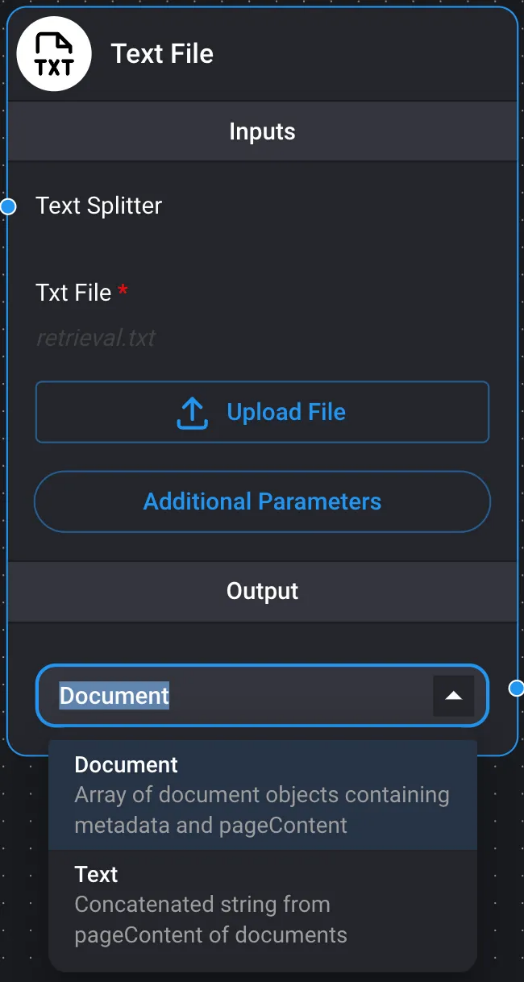 TXT
Text File
Inputs
Text Splitter
Txt File *
retrieval.txt
Upload File
Additional Parameters
Output
Document
Document
Array of document objects containing
metadata and pageContent
Text
Concatenated string from
pageContent of documents